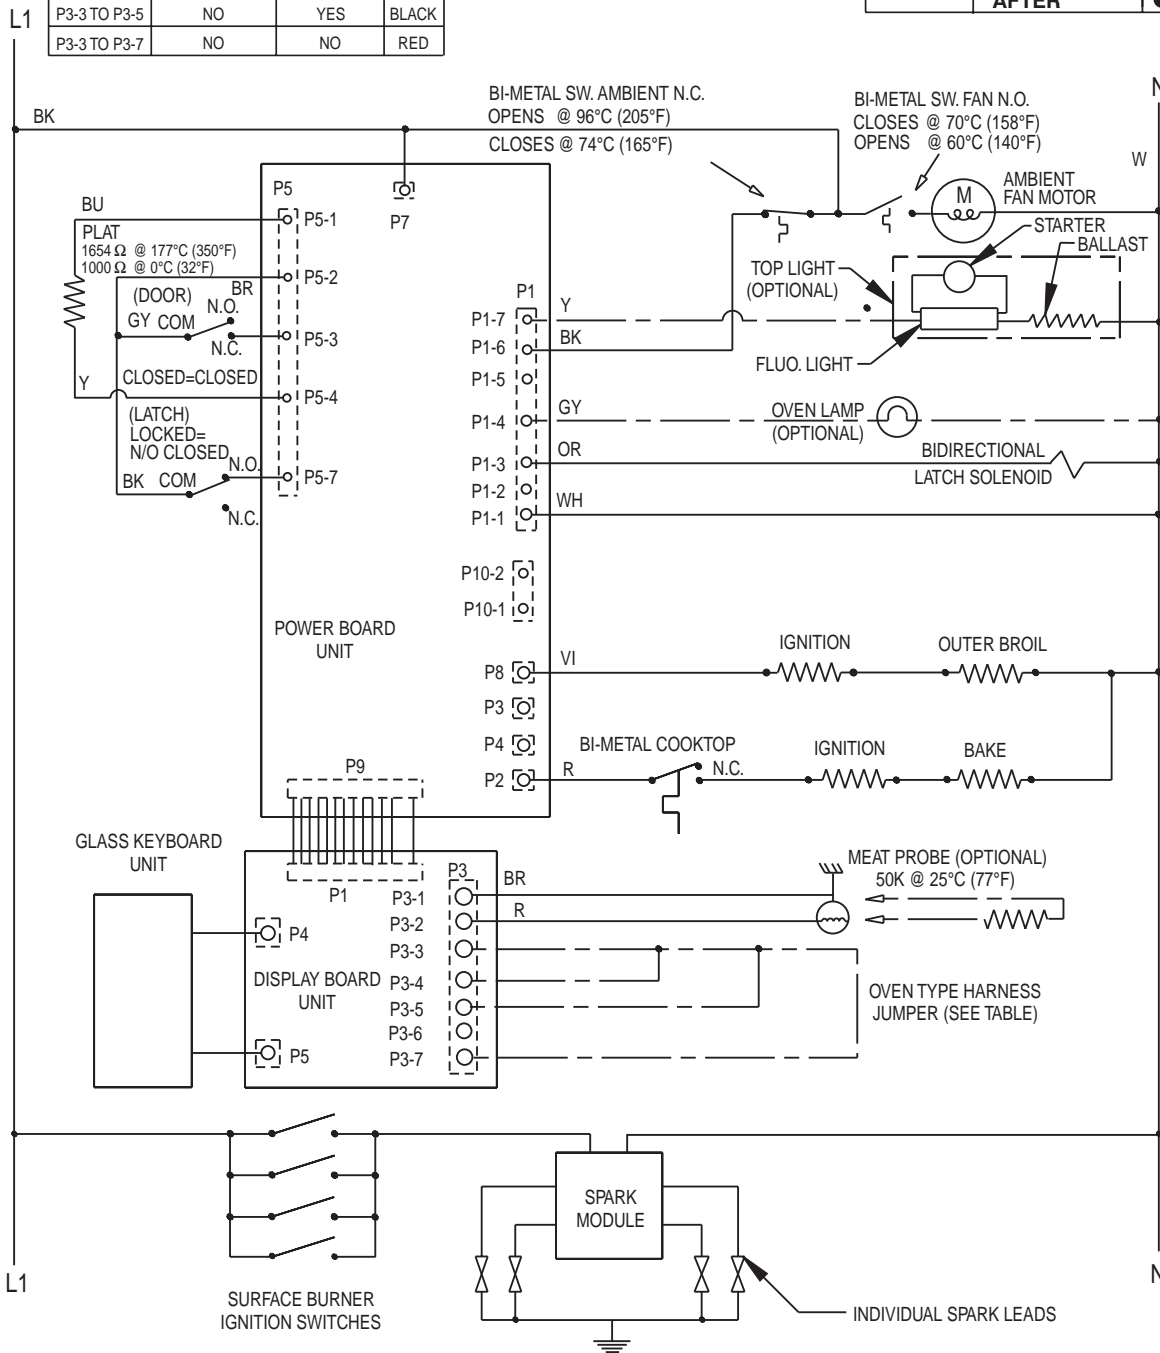 L1
P3-3 TO P3-5 NO YES BLACK
P3-3 TO P3-7 NO NO RED
AFTER
N
BK
BI-METAL SW. AMBIENT N.C.
OPENS @ 96°C (205°F)
CLOSES @ 74°C (165°F)
BI-METAL SW. FAN N.O.
CLOSES @ 70°C (158°F)
OPENS @ 60°C (140°F)
W
AMBIENT
FAN MOTOR
M
STARTER
BALLAST
TOP LIGHT
(OPTIONAL)
FLUO. LIGHT
P5
P7
BU
PLAT
1654 Ω @ 177°C (350°F)
1000 Ω @ 0°C (32°F)
P5-1
P5-2
BR
(DOOR)
N.O.
GY COM
N.C.
P5-3
CLOSED=CLOSED
Y
P5-4
(LATCH)
LOCKED=
N/O CLOSED
N.O.
BK COM
P5-7
N.C.
P1
P1-7 Y
P1-6 BK
P1-5
P1-4 GY
OVEN LAMP
(OPTIONAL)
P1-3 OR
BIDIRECTIONAL
LATCH SOLENOID
P1-2
P1-1 WH
P10-2
P10-1
POWER BOARD
UNIT
P8 VI
IGNITION
OUTER BROIL
P3
P4
BI-METAL COOKTOP
P2 R
N.C.
IGNITION
BAKE
P9
GLASS KEYBOARD
UNIT
P1
P3
P3-1 BR
P3-2 R
P3-3
P3-4
P3-5
P3-6
P3-7
MEAT PROBE (OPTIONAL)
50K @ 25°C (77°F)
P4
DISPLAY BOARD
UNIT
P5
OVEN TYPE HARNESS
JUMPER (SEE TABLE)
SPARK
MODULE
L1
N
SURFACE BURNER
IGNITION SWITCHES
INDIVIDUAL SPARK LEADS